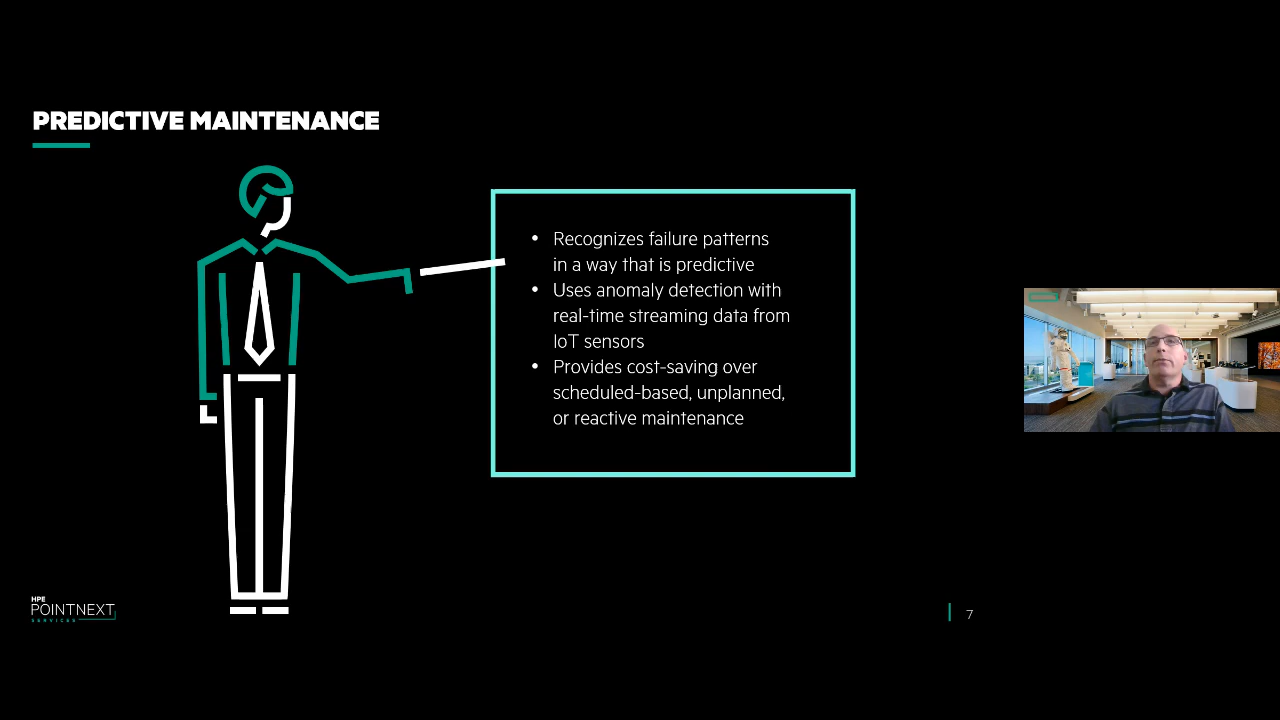 PREDICTIVE MAINTENANCE
• Recognizes failure patterns
in a way that is predictive
• Uses anomaly detection with
real-time streaming data from
IoT sensors
• Provides cost-saving over
scheduled-based, unplanned,
or reactive maintenance
HPE
POINTNEXT
SERVICES
7